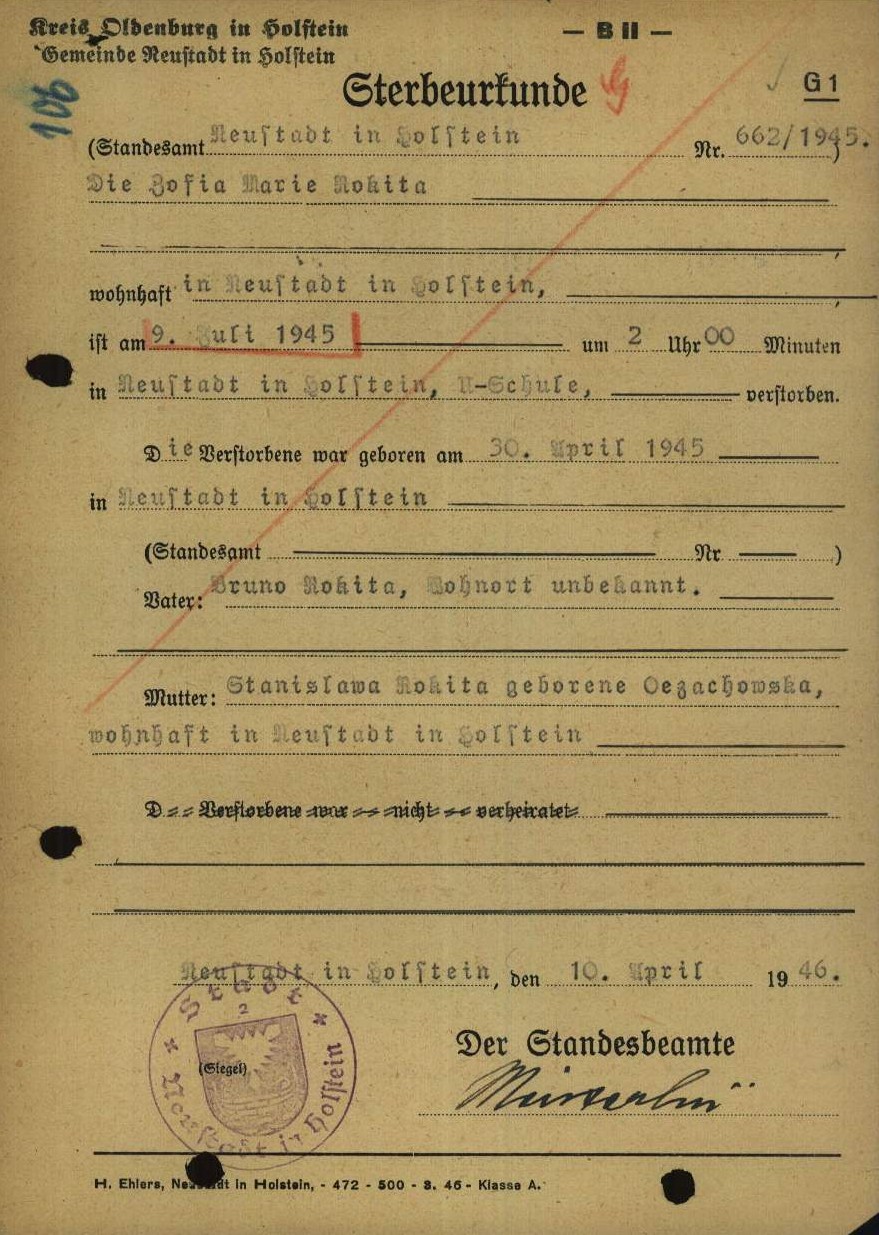 Kreis Oldenburg in Holstein
Gemeinde Neustadt in Holstein
— B II —
G 1
106
Sterbeurkunde
(Standesamt Neustadt in Holstein Nr. 662/1945.)
Die Zofia Marie Rokita
wohnhaft in Neustadt in Holstein,
ist am 9. Juli 1945 um 2 Uhr 00 Minuten
in Neustadt in Holstein, U-Schule, verstorben.
Die Verstorbene war geboren am 30. April 1945
in Neustadt in Holstein
(Standesamt Nr )
Vater: Bruno Rokita, Wohnort unbekannt.
Mutter: Stanislawa Rokita geborene Oezachowska,
wohnhaft in Neustadt in Holstein
D Verstorbene war nicht verheiratet
Neustadt in Holstein, den 10. April 1946.
Der Standesbeamte
(Siegel)
Stadt
2
Neustadt in Holstein
H. Ehlers, Neustadt in Holstein, - 472 - 500 - 3. 46 - Klasse A.